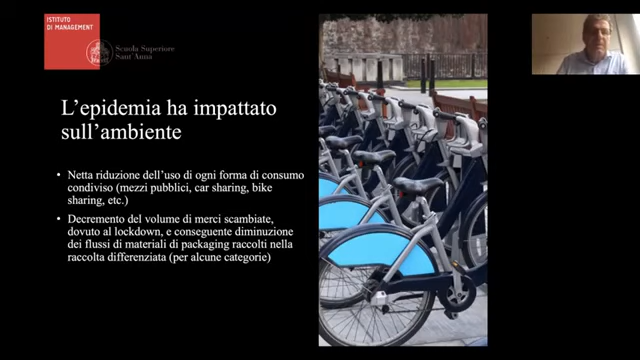 ISTITUTO
DI MANAGEMENT
Scuola Superiore
Sant'Anna
L'epidemia ha impattato
sull'ambiente
• Netta riduzione dell'uso di ogni forma di consumo
condiviso (mezzi pubblici, car sharing, bike
sharing, etc.)
• Decremento del volume di merci scambiate,
dovuto al lockdown, e conseguente diminuzione
dei flussi di materiali di packaging raccolti nella
raccolta differenziata (per alcune categorie)